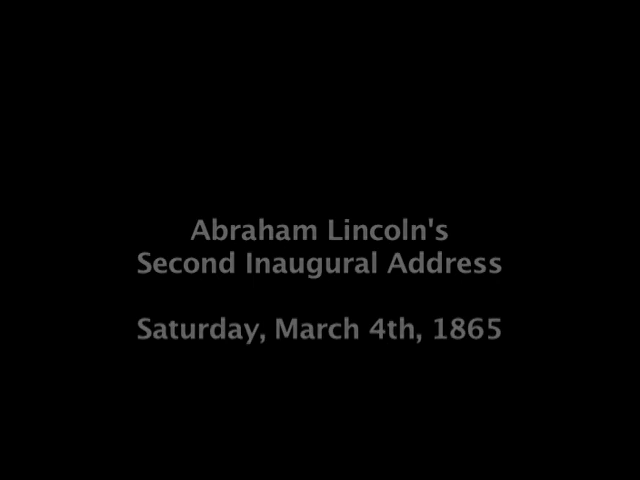 Abraham Lincoln's
Second Inaugural Address
Saturday, March 4th, 1865